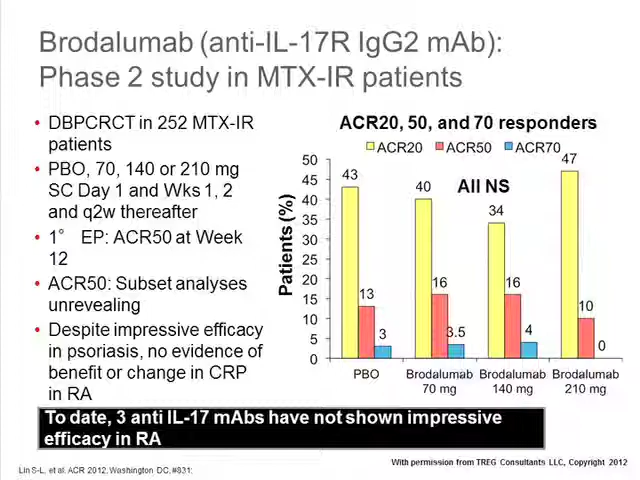 Brodalumab (anti-IL-17R IgG2 mAb):
Phase 2 study in MTX-IR patients
• DBPCRCT in 252 MTX-IR
patients
• PBO, 70, 140 or 210 mg
SC Day 1 and Wks 1, 2
and q2w thereafter
• 1° EP: ACR50 at Week
12
• ACR50: Subset analyses
unrevealing
• Despite impressive efficacy
in psoriasis, no evidence of
benefit or change in CRP
in RA
ACR20, 50, and 70 responders
ACR20 ACR50 ACR70
All NS
Patients (%)
50
45
40
35
30
25
20
15
10
5
0
43 13 3
40 16 3.5
34 16 4
47 10 0
PBO
Brodalumab
70 mg
Brodalumab
140 mg
Brodalumab
210 mg
To date, 3 anti IL-17 mAbs have not shown impressive
efficacy in RA
With permission from TREG Consultants LLC, Copyright 2012
Lin S-L, et al. ACR 2012, Washington DC, #831: